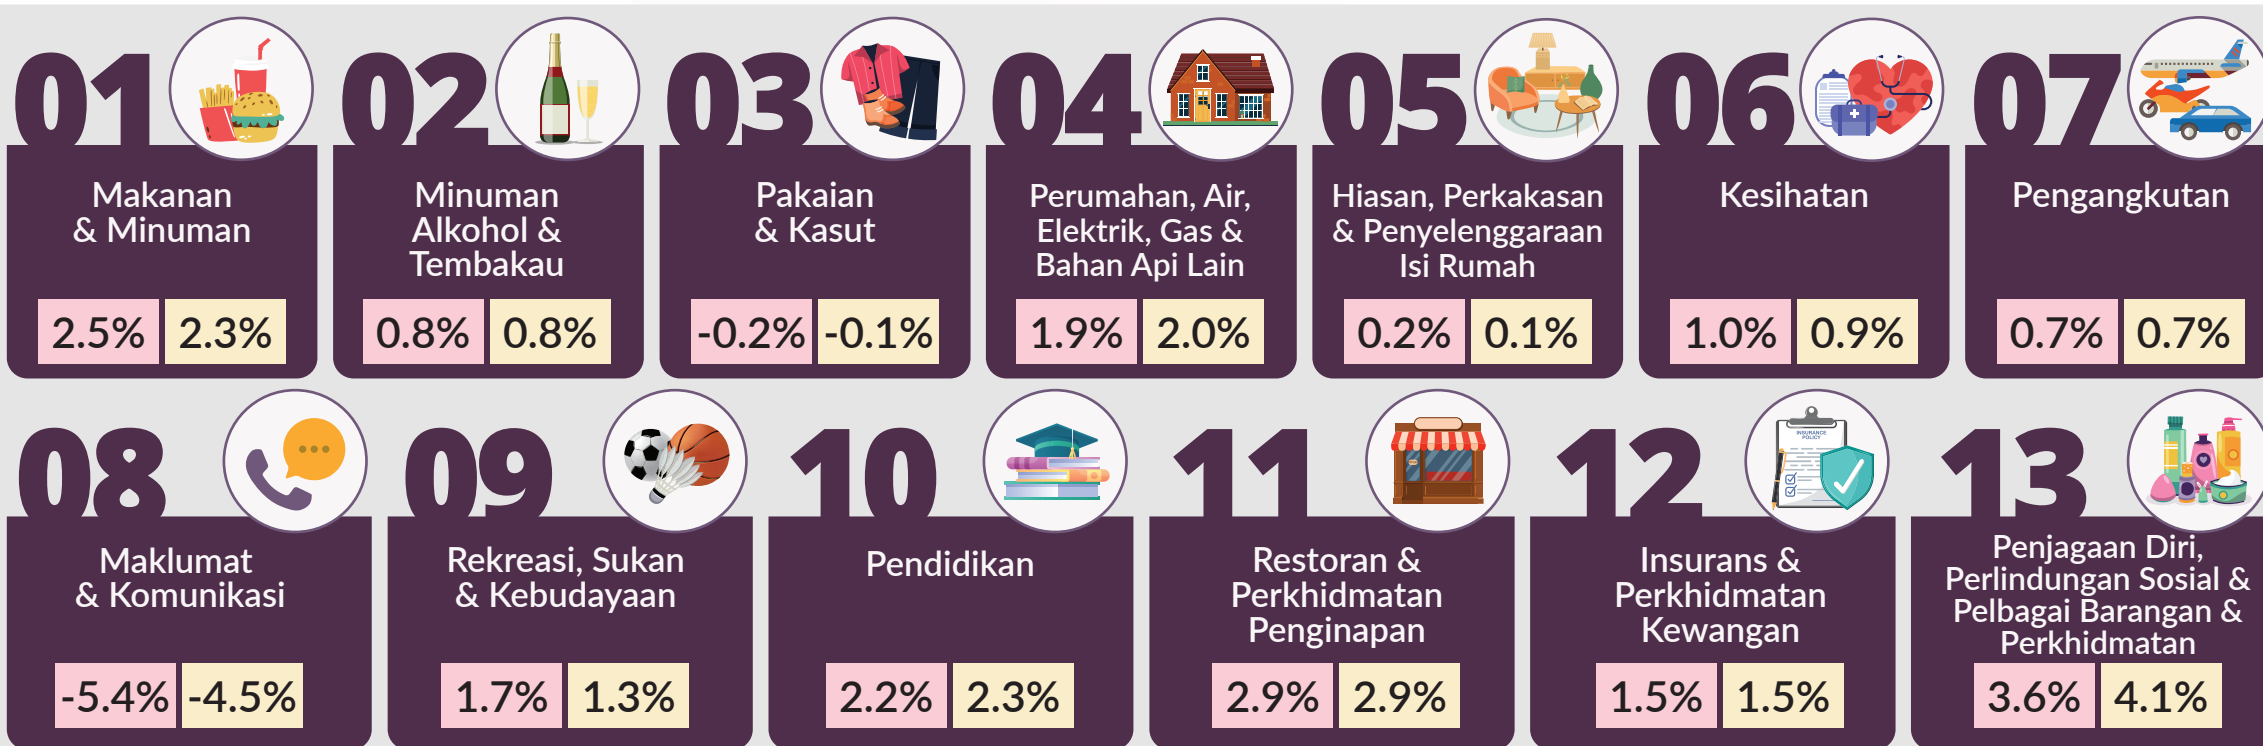 01
Makanan
& Minuman
2.5% 2.3%
02
Minuman
Alkohol &
Tembakau
0.8% 0.8%
03
Pakaian
& Kasut
-0.2% -0.1%
04
Perumahan, Air,
Elektrik, Gas &
Bahan Api Lain
1.9% 2.0%
05
Hiasan, Perkakasan
& Penyelenggaraan
Isi Rumah
0.2% 0.1%
06
Kesihatan
1.0% 0.9%
07
Pengangkutan
0.7% 0.7%
08
Maklumat
& Komunikasi
-5.4% -4.5%
09
Rekreasi, Sukan
& Kebudayaan
1.7% 1.3%
10
Pendidikan
2.2% 2.3%
11
Restoran &
Perkhidmatan
Penginapan
2.9% 2.9%
12
INSURANCE
POLICY
Insurans &
Perkhidmatan
Kewangan
1.5% 1.5%
13
Penjagaan Diri,
Perlindungan Sosial &
Pelbagai Barangan &
Perkhidmatan
3.6% 4.1%